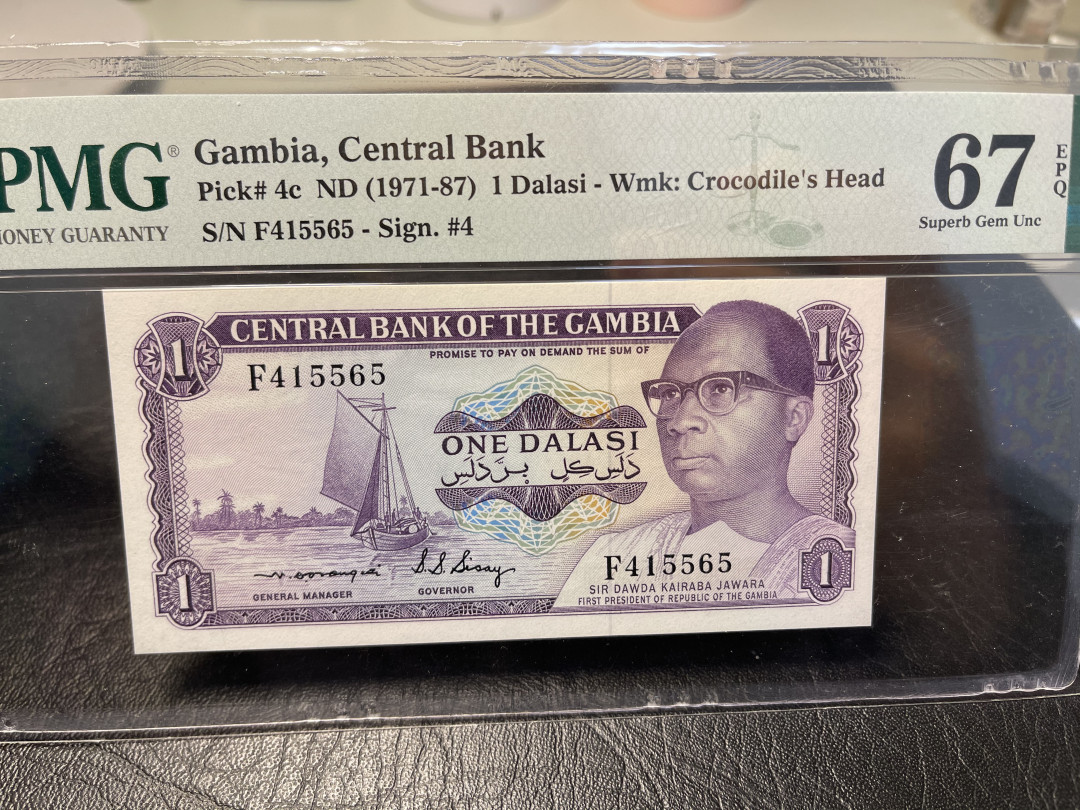 PMG®
MONEY GUARANTY
Gambia, Central Bank
Pick# 4c ND (1971-87) 1 Dalasi - Wmk: Crocodile's Head
S/N F415565 - Sign. #4
67
EPQ
Superb Gem Unc
1
CENTRAL BANK OF THE GAMBIA
1
PROMISE TO PAY ON DEMAND THE SUM OF
F415565
ONE DALASI
S.S. Sisay
GENERAL MANAGER
GOVERNOR
F415565
SIR DAWDA KAIRABA JAWARA
FIRST PRESIDENT OF REPUBLIC OF THE GAMBIA
1
1